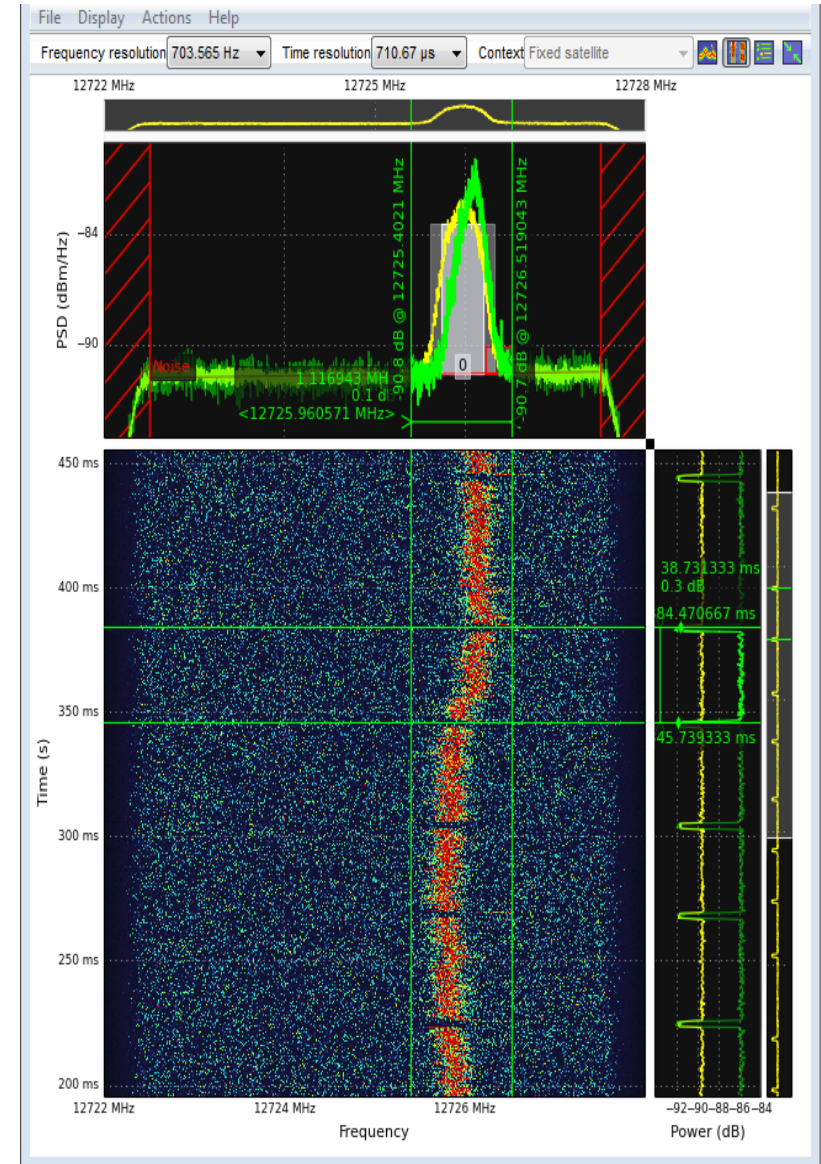 File Display Actions Help
Frequency resolution 703.565 Hz Time resolution 710.67 µs Context Fixed satellite
12722 MHz 12725 MHz 12728 MHz
PSD (dBm/Hz)
−84
−90
-90.8 dB @ 12725.4021 MHz
-90.7 dB @ 12726.519043 MHz
Noise
0
1.116943 MH
0.1 d
<12725.960571 MHz>
Time (s)
450 ms
400 ms
350 ms
300 ms
250 ms
200 ms
38.731333 ms
0.3 dB
84.470667 ms
45.739333 ms
12722 MHz 12724 MHz 12726 MHz
−92−90−88−86−84
Frequency
Power (dB)